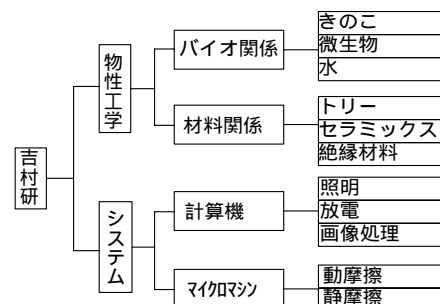 吉村研
物性工学
システム
バイオ関係
材料関係
計算機
マイクロマシン
きのこ
微生物
水
トリー
セラミックス
絶縁材料
照明
放電
画像処理
動摩擦
静摩擦